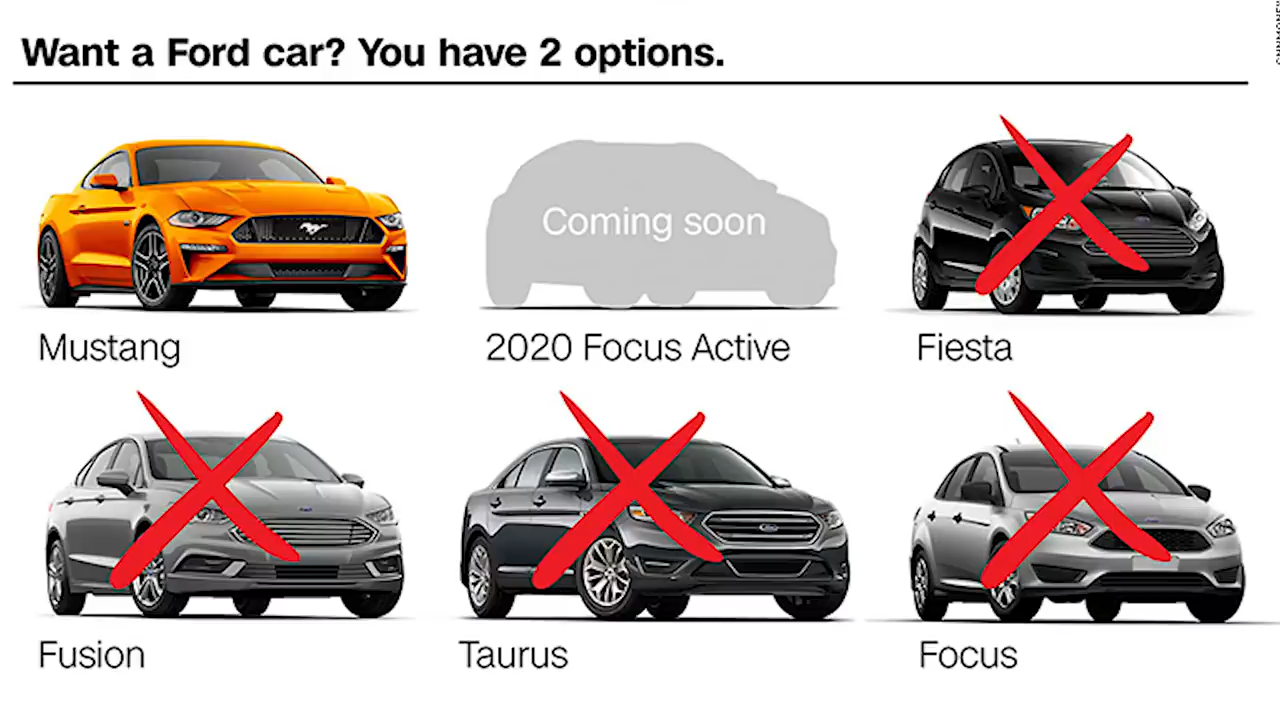 Want a Ford car? You have 2 options.
Coming soon
Mustang
2020 Focus Active
Fiesta
Fusion
Taurus
Focus